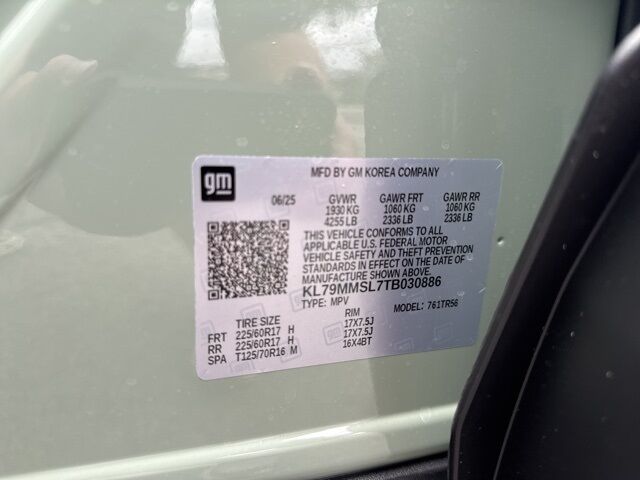 gm
MFD BY GM KOREA COMPANY
06/25 GVWR GAWR FRT GAWR RR
1930 KG 1060 KG 1060 KG
4255 LB 2336 LB 2336 LB
THIS VEHICLE CONFORMS TO ALL
APPLICABLE U.S. FEDERAL MOTOR
VEHICLE SAFETY AND THEFT PREVENTION
STANDARDS IN EFFECT ON THE DATE OF
MANUFACTURE SHOWN ABOVE.
KL79MMSL7TB030886
TYPE: MPV MODEL: 761TR56
TIRE SIZE RIM
FRT 225/60R17 H 17X7.5J
RR 225/60R17 H 17X7.5J
SPA T125/70R16 M 16X4BT